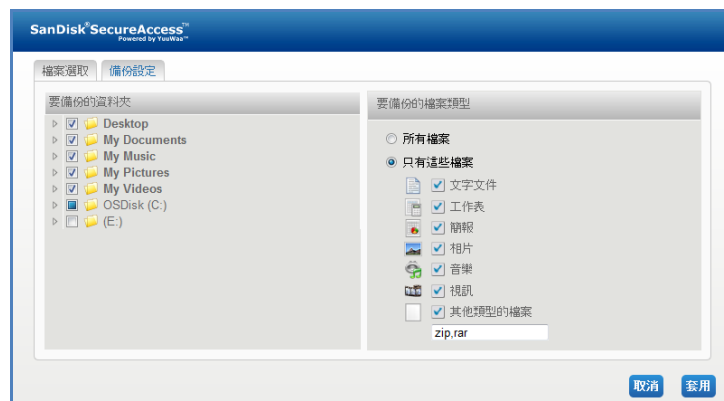 SanDisk®SecureAccess™
Powered by YuuWaa™
檔案選取 備份設定
要備份的資料夾
Desktop
My Documents
My Music
My Pictures
My Videos
OSDisk (C:)
(E:)
要備份的檔案類型
所有檔案
只有這些檔案
文字文件
工作表
簡報
相片
音樂
視訊
其他類型的檔案
zip,rar
取消 套用